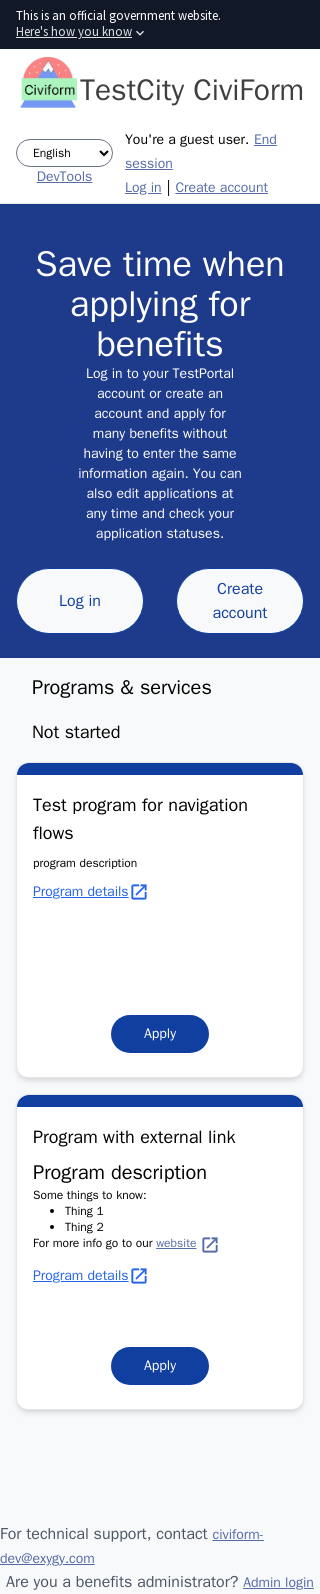 This is an official government website.
Here's how you know
Civiform
TestCity CiviForm
English
DevTools
You're a guest user. End
session
Log in | Create account
Save time when
applying for
benefits
Log in to your TestPortal
account or create an
account and apply for
many benefits without
having to enter the same
information again. You can
also edit applications at
any time and check your
application statuses.
Log in
Create
account
Programs & services
Not started
Test program for navigation
flows
program description
Program details
Apply
Program with external link
Program description
Some things to know:
• Thing 1
• Thing 2
For more info go to our website
Program details
Apply
For technical support, contact civiform-
dev@exygy.com
Are you a benefits administrator? Admin login